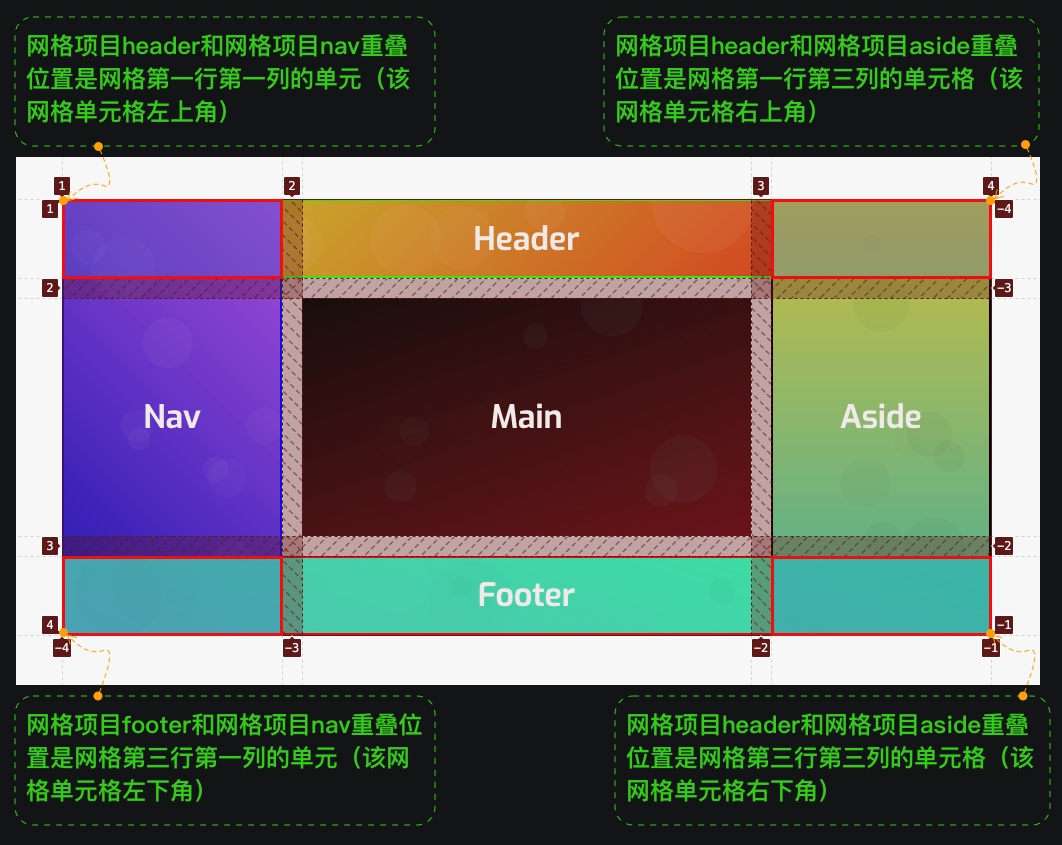 网格项目header和网格项目nav重叠
位置是网格第一行第一列的单元（该
网格单元格左上角）
网格项目header和网格项目aside重叠
位置是网格第一行第三列的单元格（该
网格单元格右上角）
1
2
3
4
1
−4
Header
2
−3
Nav
Main
Aside
3
−2
Footer
4
−1
−4
−3
−2
−1
网格项目footer和网格项目nav重叠位
置是网格第三行第一列的单元（该网
格单元格左下角）
网格项目header和网格项目aside重叠
位置是网格第三行第三列的单元格（该
网格单元格右下角）